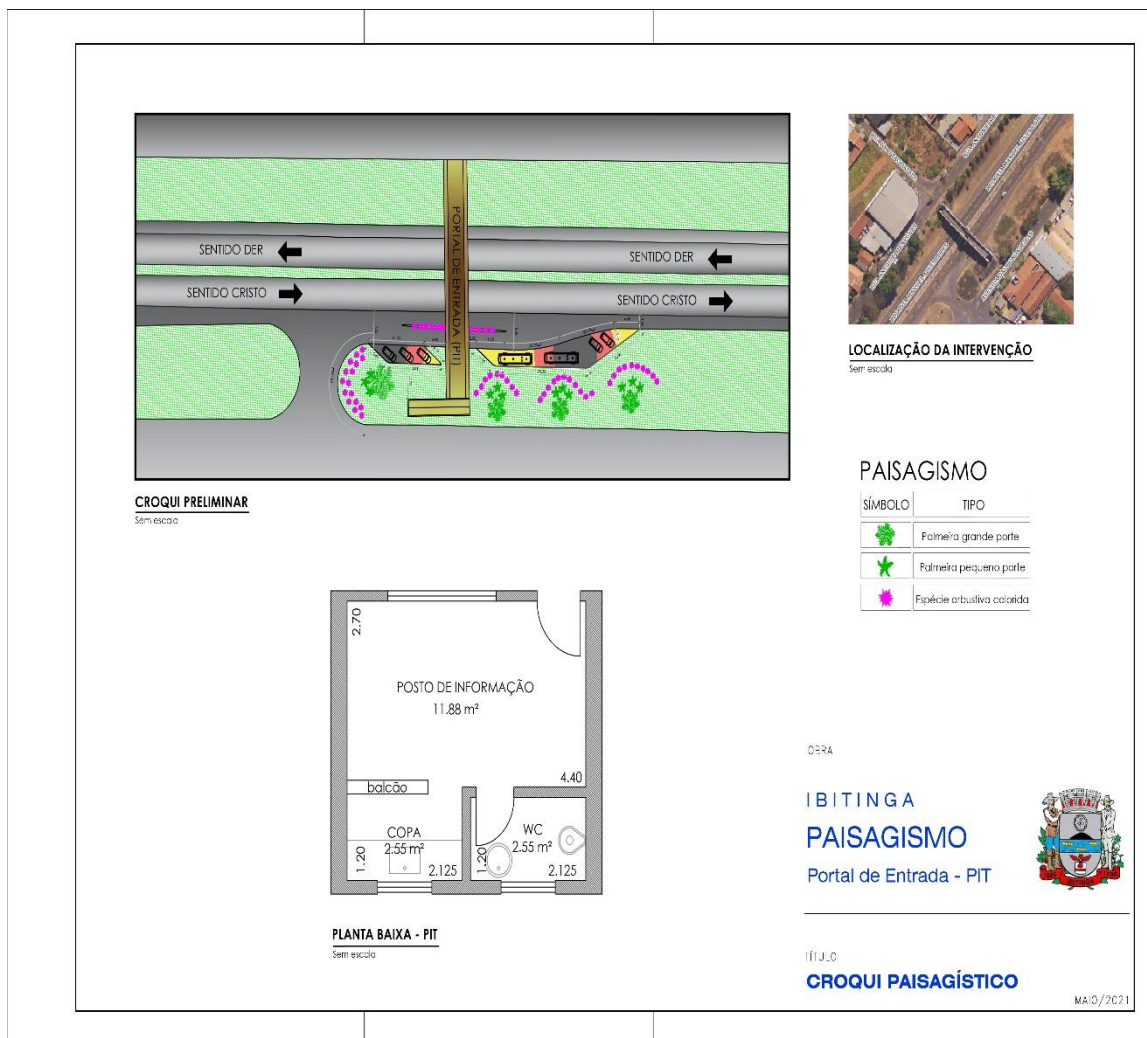 PORTAL DE ENTRADA (PIT)
SENTIDO DER
SENTIDO DER
SENTIDO CRISTO
SENTIDO CRISTO
CROQUI PRELIMINAR
Sem escala
LOCALIZAÇÃO DA INTERVENÇÃO
Sem escala
PAISAGISMO
SÍMBOLO TIPO
Palmeira grande porte
Palmeira pequeno porte
Espécie arbustiva colorida
2.70
POSTO DE INFORMAÇÃO
11.88 m²
4.40
balcão
COPA
2.55 m²
1.20
2.125
WC
2.55 m²
1.20
2.125
PLANTA BAIXA - PIT
Sem escala
OBRA
IBITINGA
PAISAGISMO
Portal de Entrada - PIT
IBITINGA
TÍTULO
CROQUI PAISAGÍSTICO
MAIO/2021